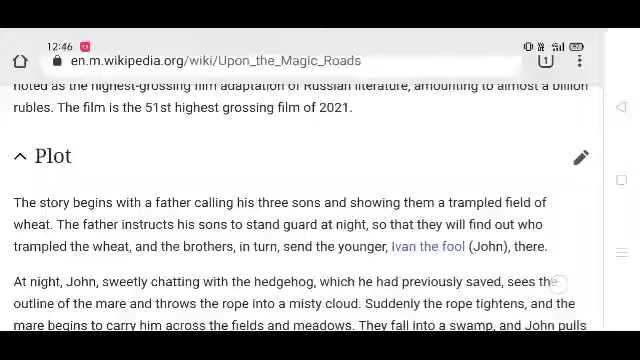 12:46
en.m.wikipedia.org/wiki/Upon_the_Magic_Roads
1
noted as the highest-grossing film adaptation of Russian literature, amounting to almost a billion
rubles. The film is the 51st highest grossing film of 2021.
Plot
The story begins with a father calling his three sons and showing them a trampled field of
wheat. The father instructs his sons to stand guard at night, so that they will find out who
trampled the wheat, and the brothers, in turn, send the younger, Ivan the fool (John), there.
At night, John, sweetly chatting with the hedgehog, which he had previously saved, sees the
outline of the mare and throws the rope into a misty cloud. Suddenly the rope tightens, and the
mare begins to carry him across the fields and meadows. They fall into a swamp, and John pulls